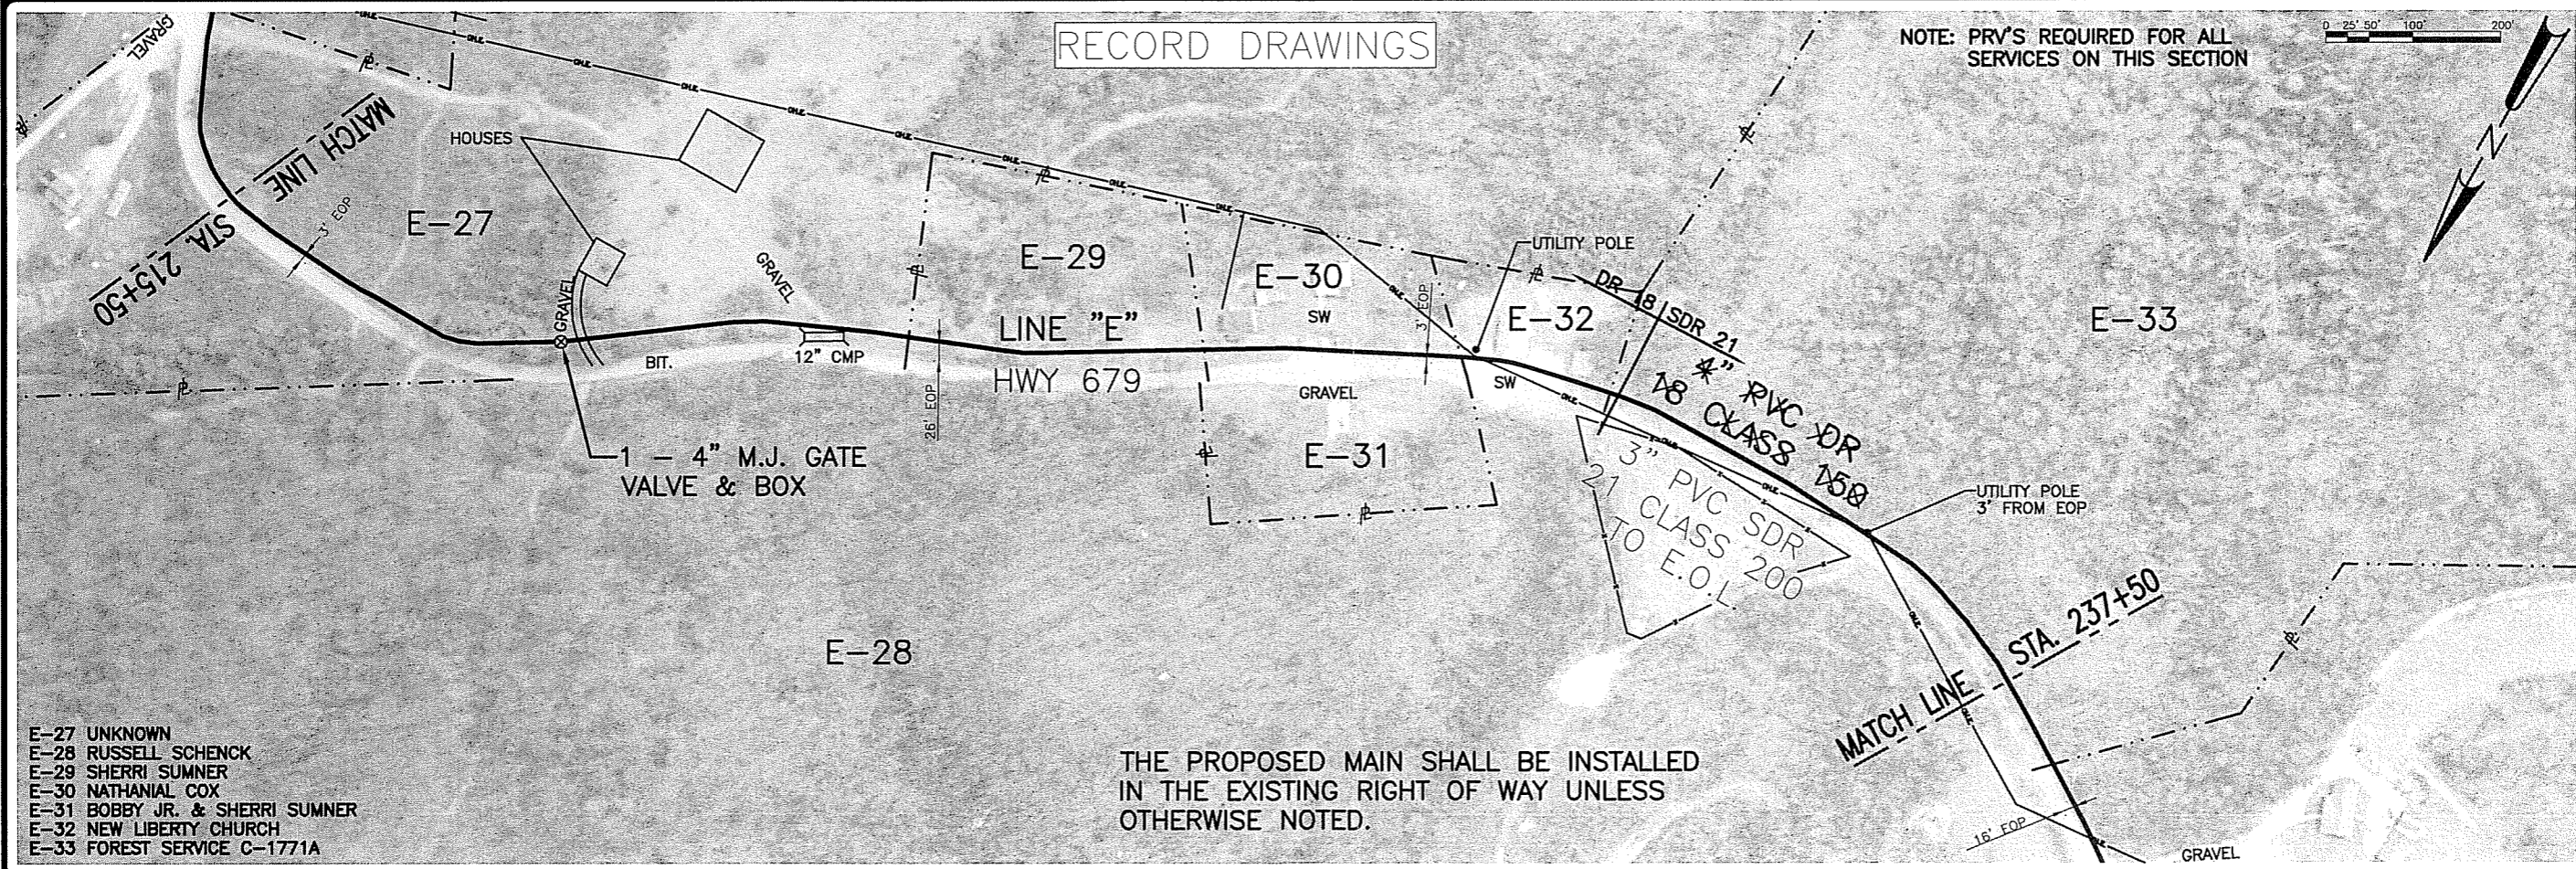 RECORD DRAWINGS
NOTE: PRV'S REQUIRED FOR ALL
SERVICES ON THIS SECTION
0 25' 50' 100' 200'
N
GRAVEL
MATCH LINE
STA. 215+50
3' EOP
HOUSES
E-27
GRAVEL
GRAVEL
BIT.
12" CMP
1 - 4" M.J. GATE
VALVE & BOX
E-29
LINE "E"
HWY 679
26' EOP
E-30
SW
3' EOP
GRAVEL
E-31
UTILITY POLE
E-32
SW
DR 18 SDR 21
4" PVC DR
18 CLASS 150
3" PVC SDR
21 CLASS 200
TO E.O.L.
E-33
UTILITY POLE
3' FROM EOP
MATCH LINE STA. 237+50
16' EOP
GRAVEL
E-28
E-27 UNKNOWN
E-28 RUSSELL SCHENCK
E-29 SHERRI SUMNER
E-30 NATHANIAL COX
E-31 BOBBY JR. & SHERRI SUMNER
E-32 NEW LIBERTY CHURCH
E-33 FOREST SERVICE C-1771A
THE PROPOSED MAIN SHALL BE INSTALLED
IN THE EXISTING RIGHT OF WAY UNLESS
OTHERWISE NOTED.